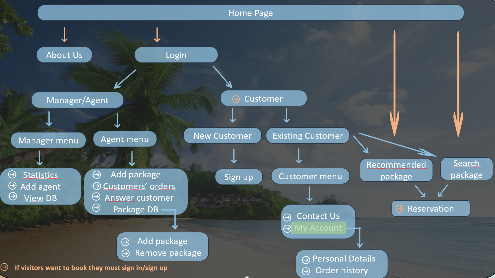 Home Page
About Us
Login
Manager/Agent
Customer
Manager menu
Agent menu
New Customer
Existing Customer
Statistics
Add agent
View DB
Add package
Customers' orders
Answer customer
Package DB
Sign up
Customer menu
Recommended
package
Search
package
Reservation
Contact Us
My Account
Add package
Remove package
Personal Details
Order history
If visitors want to book they must sign in/sign up